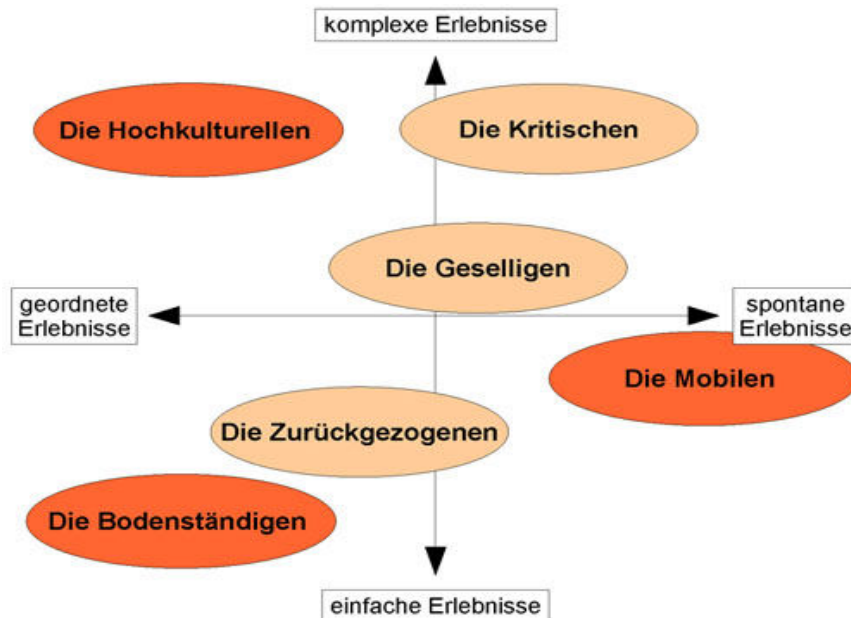 komplexe Erlebnisse
Die Hochkulturellen
Die Kritischen
Die Geselligen
geordnete
Erlebnisse
spontane
Erlebnisse
Die Mobilen
Die Zurückgezogenen
Die Bodenständigen
einfache Erlebnisse